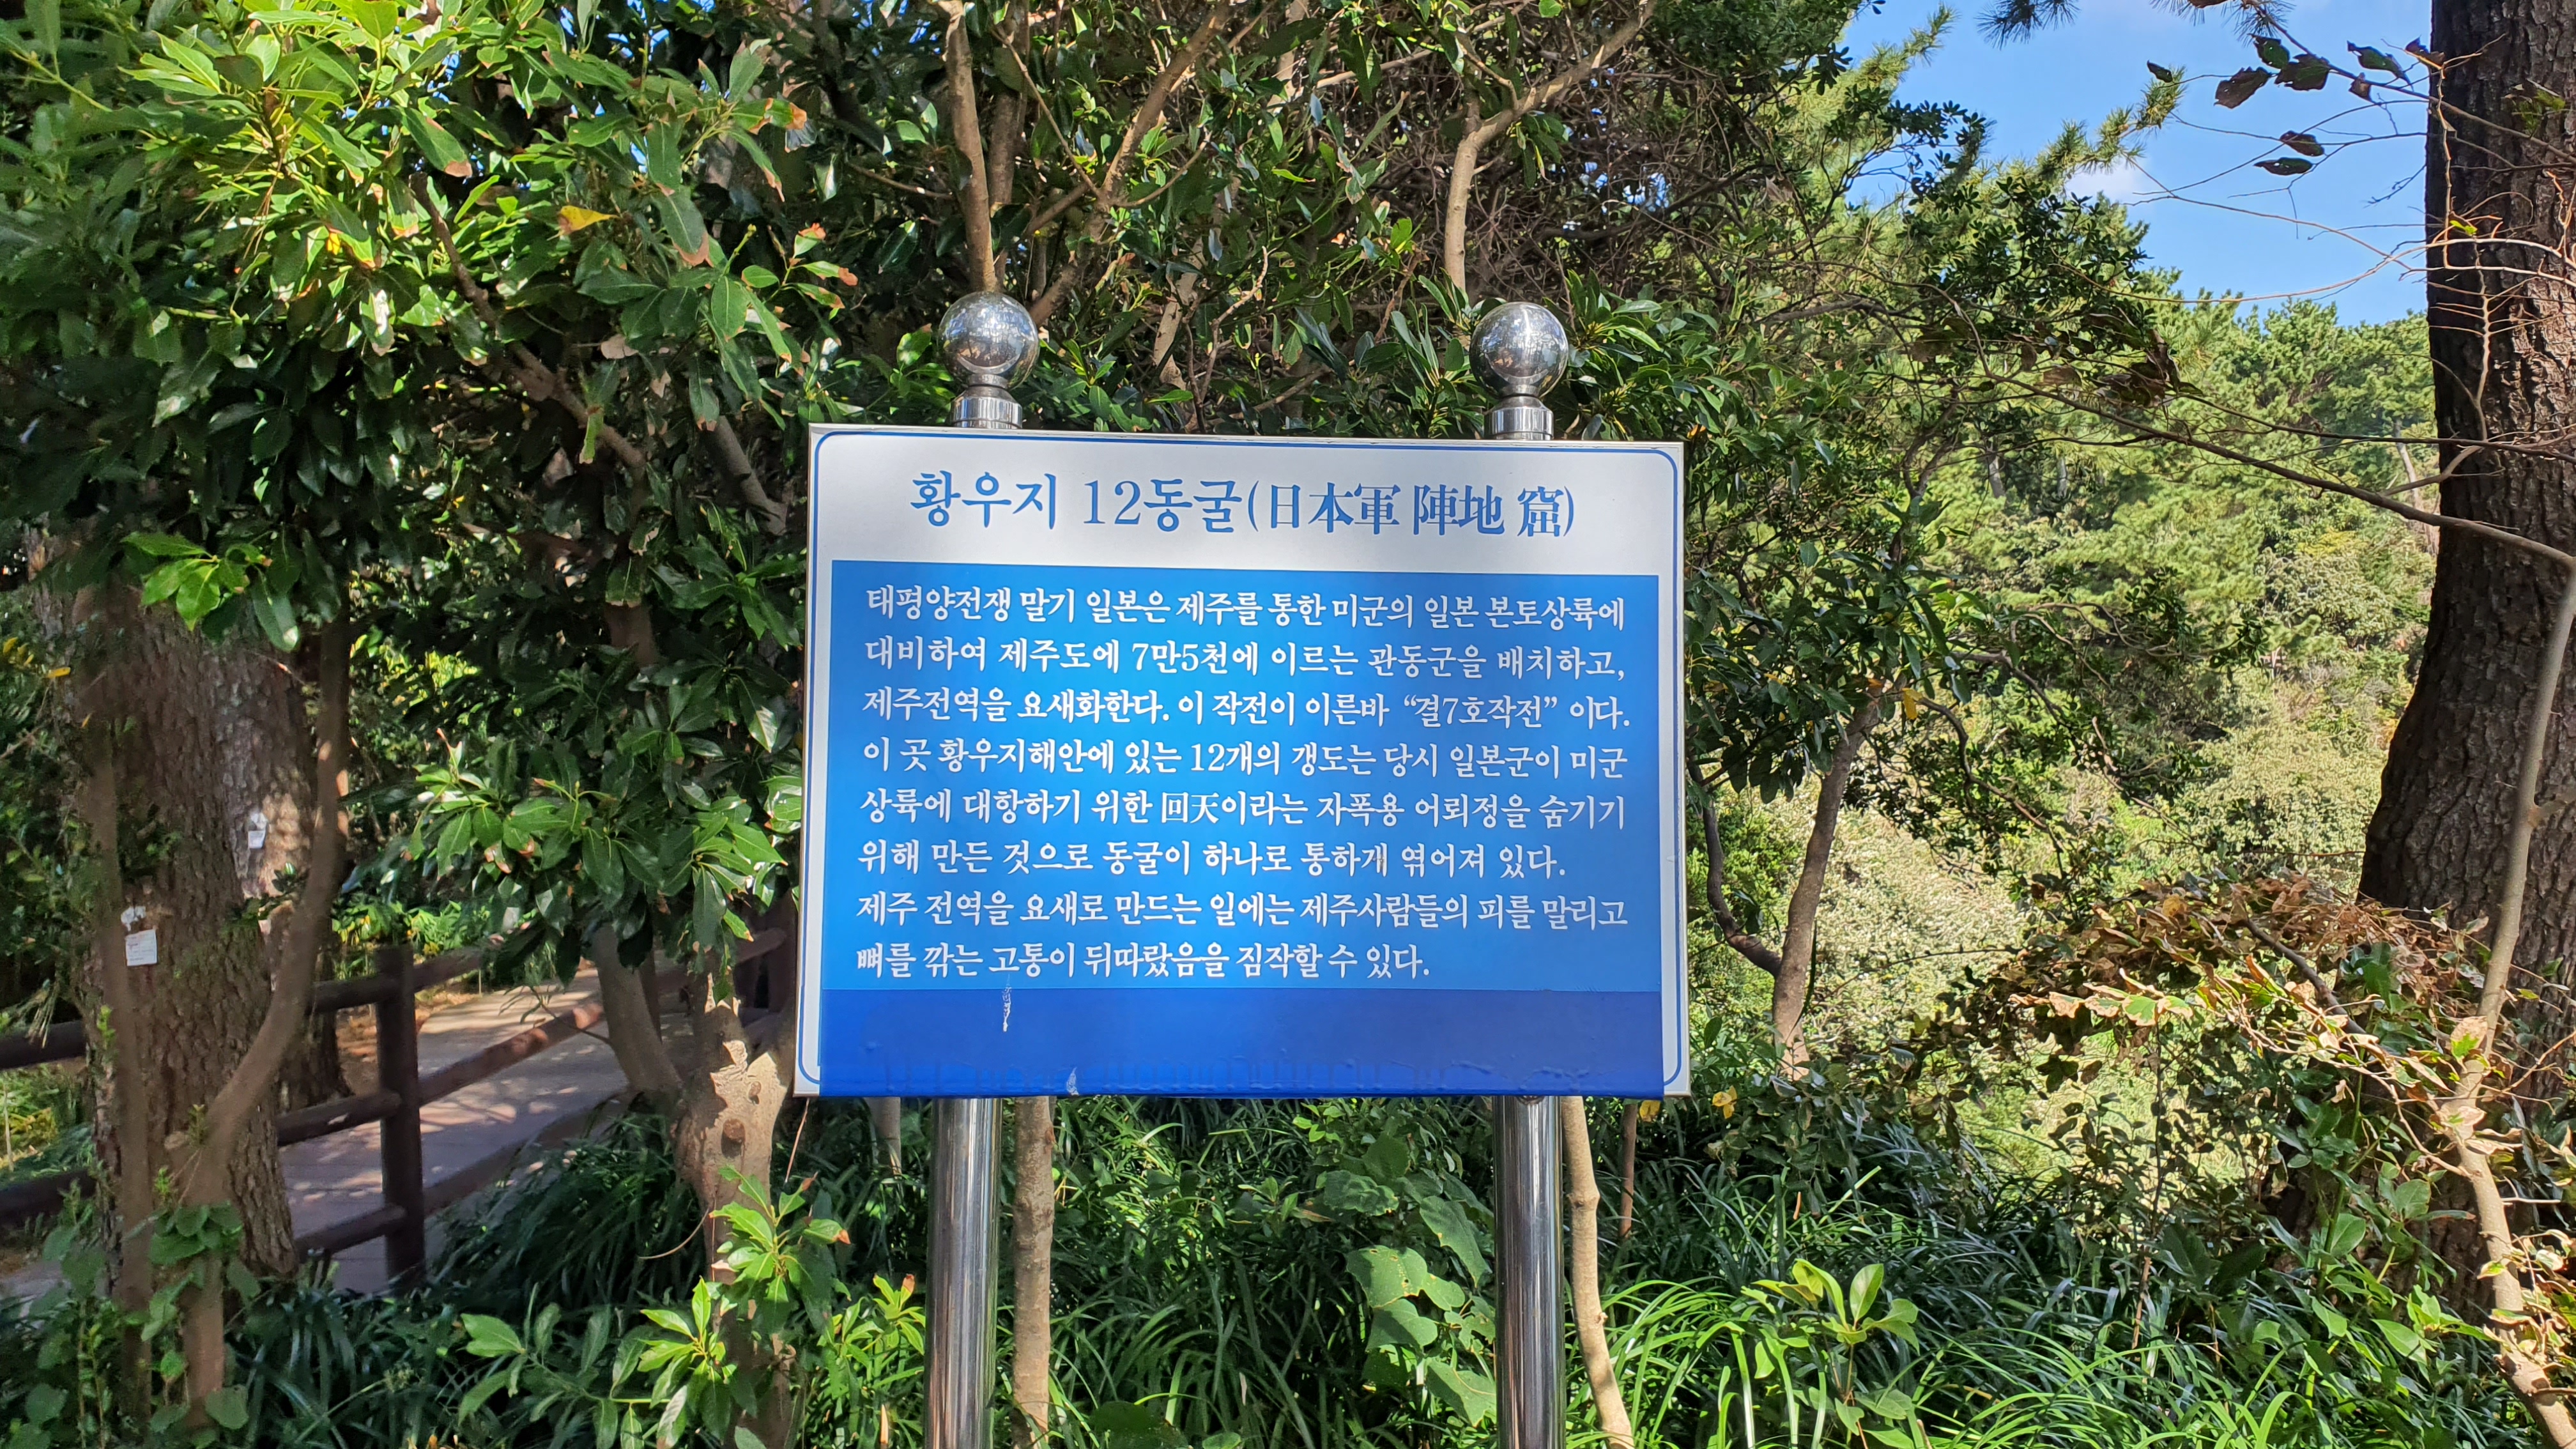 황우지 12동굴(日本軍 陣地 窟)
태평양전쟁 말기 일본은 제주를 통한 미군의 일본 본토상륙에
대비하여 제주도에 7만5천에 이르는 관동군을 배치하고,
제주전역을 요새화한다. 이 작전이 이른바 “결7호작전” 이다.
이 곳 황우지해안에 있는 12개의 갱도는 당시 일본군이 미군
상륙에 대항하기 위한 回天이라는 자폭용 어뢰정을 숨기기
위해 만든 것으로 동굴이 하나로 통하게 엮어져 있다.
제주 전역을 요새로 만드는 일에는 제주사람들의 피를 말리고
뼈를 깎는 고통이 뒤따랐음을 짐작할 수 있다.